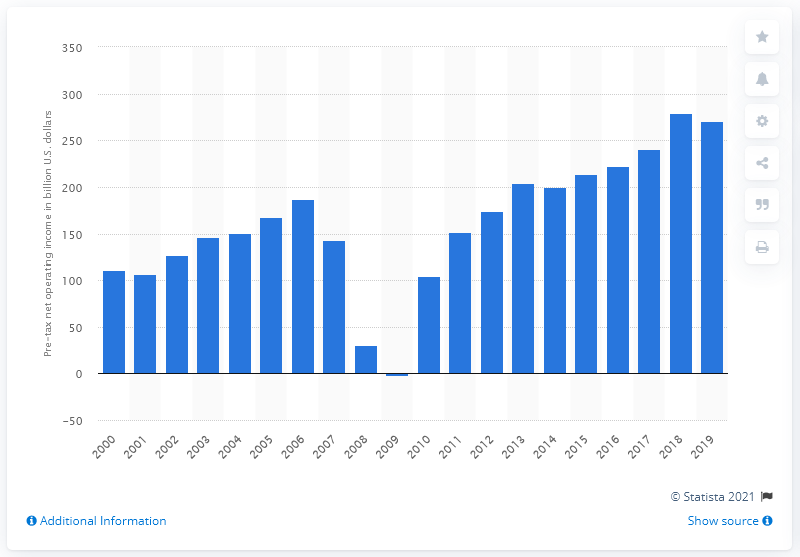 Pre-tax net operating income in billion U.S. dollars
350
300
250
200
150
100
50
0
−50
2000 2001 2002 2003 2004 2005 2006 2007 2008 2009 2010 2011 2012 2013 2014 2015 2016 2017 2018 2019
© Statista 2021
Additional Information Show source